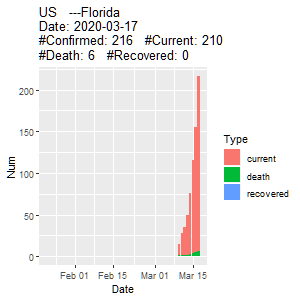 US ---Florida
Date: 2020-03-17
#Confirmed: 216 #Current: 210
#Death: 6 #Recovered: 0
200
150
100
50
0
Num
Feb 01 Feb 15 Mar 01 Mar 15
Date
Type
current
death
recovered